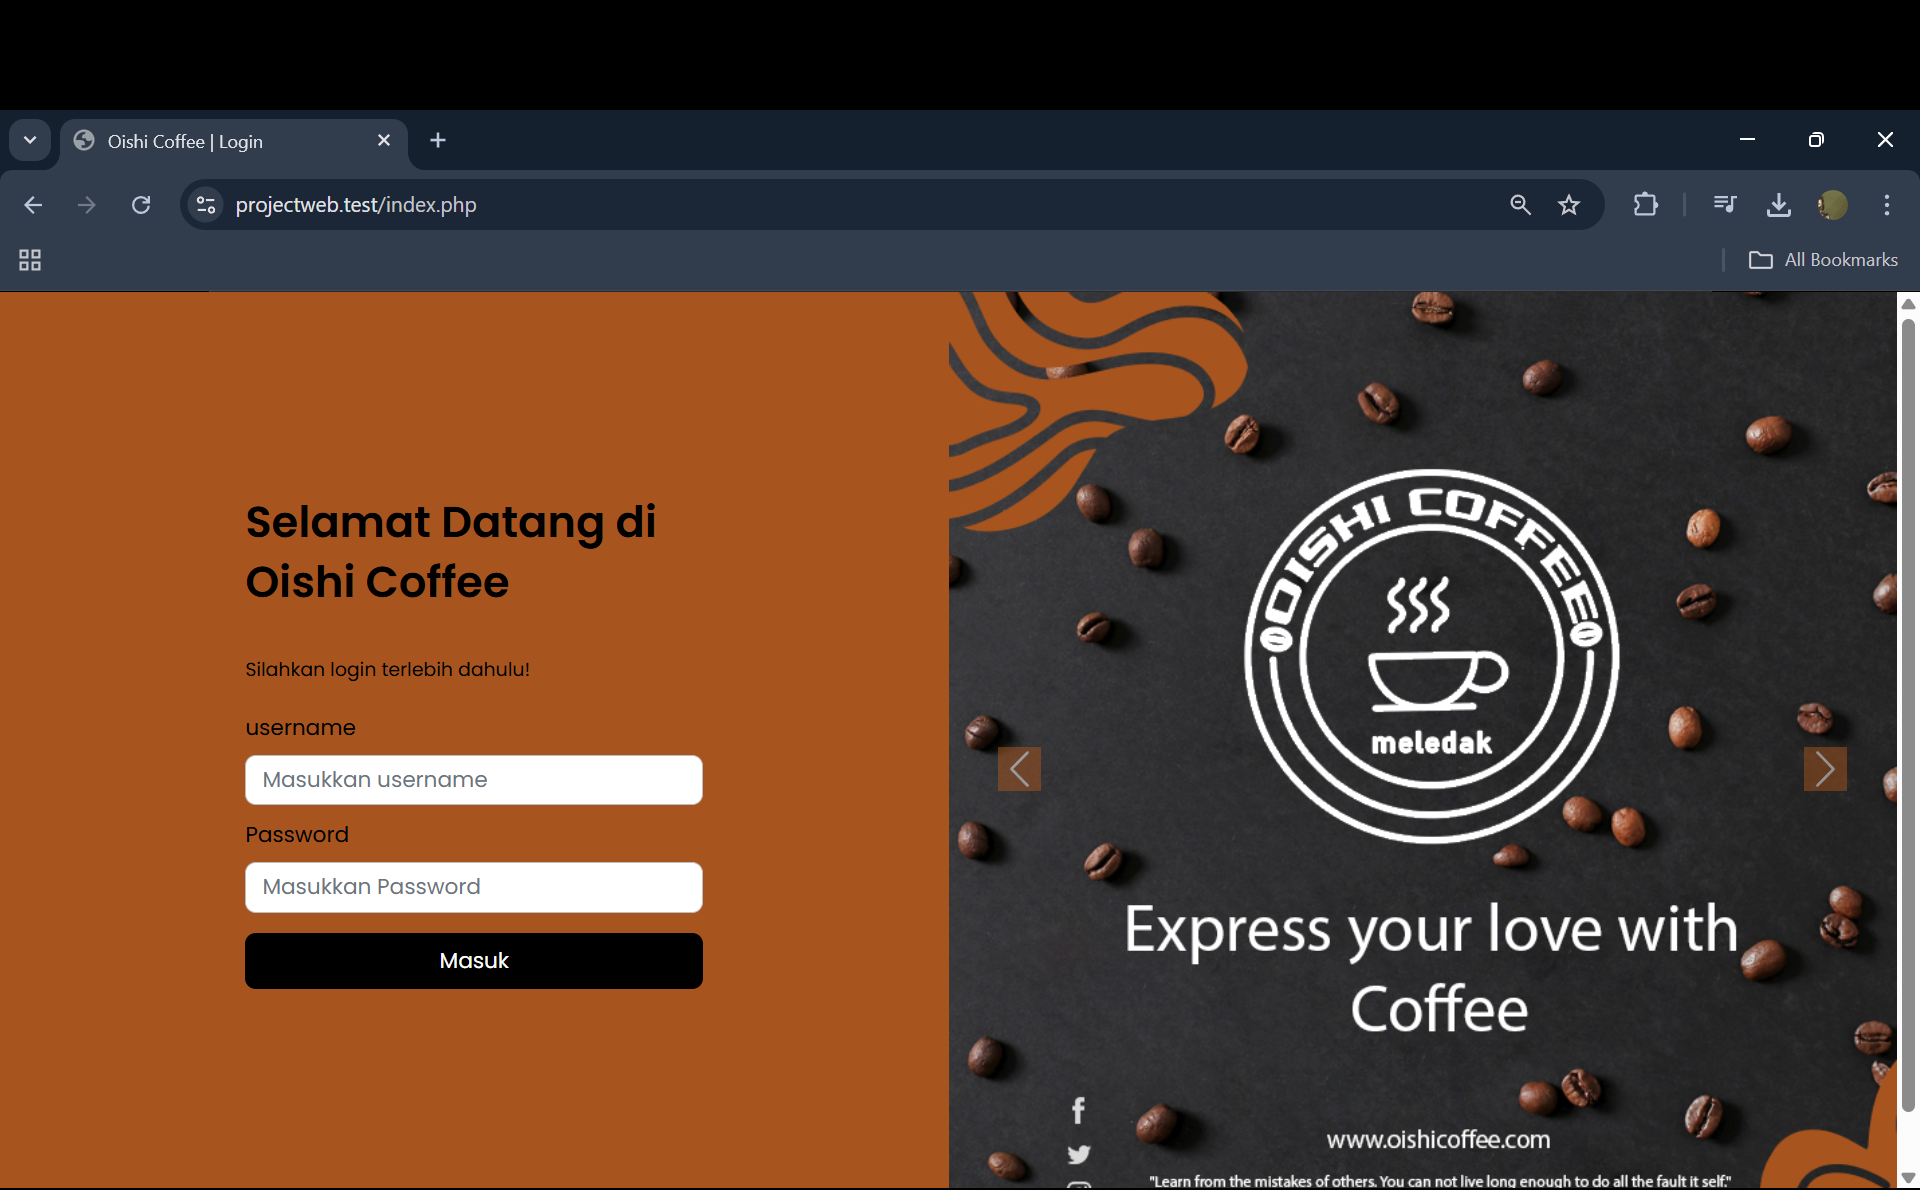 Oishi Coffee | Login
projectweb.test/index.php
All Bookmarks
Selamat Datang di
Oishi Coffee
Silahkan login terlebih dahulu!
username
Masukkan username
Password
Masukkan Password
Masuk
OISHI COFFEE
meledak
Express your love with
Coffee
www.oishicoffee.com
"Learn from the mistakes of others. You can not live long enough to do all the fault it self."